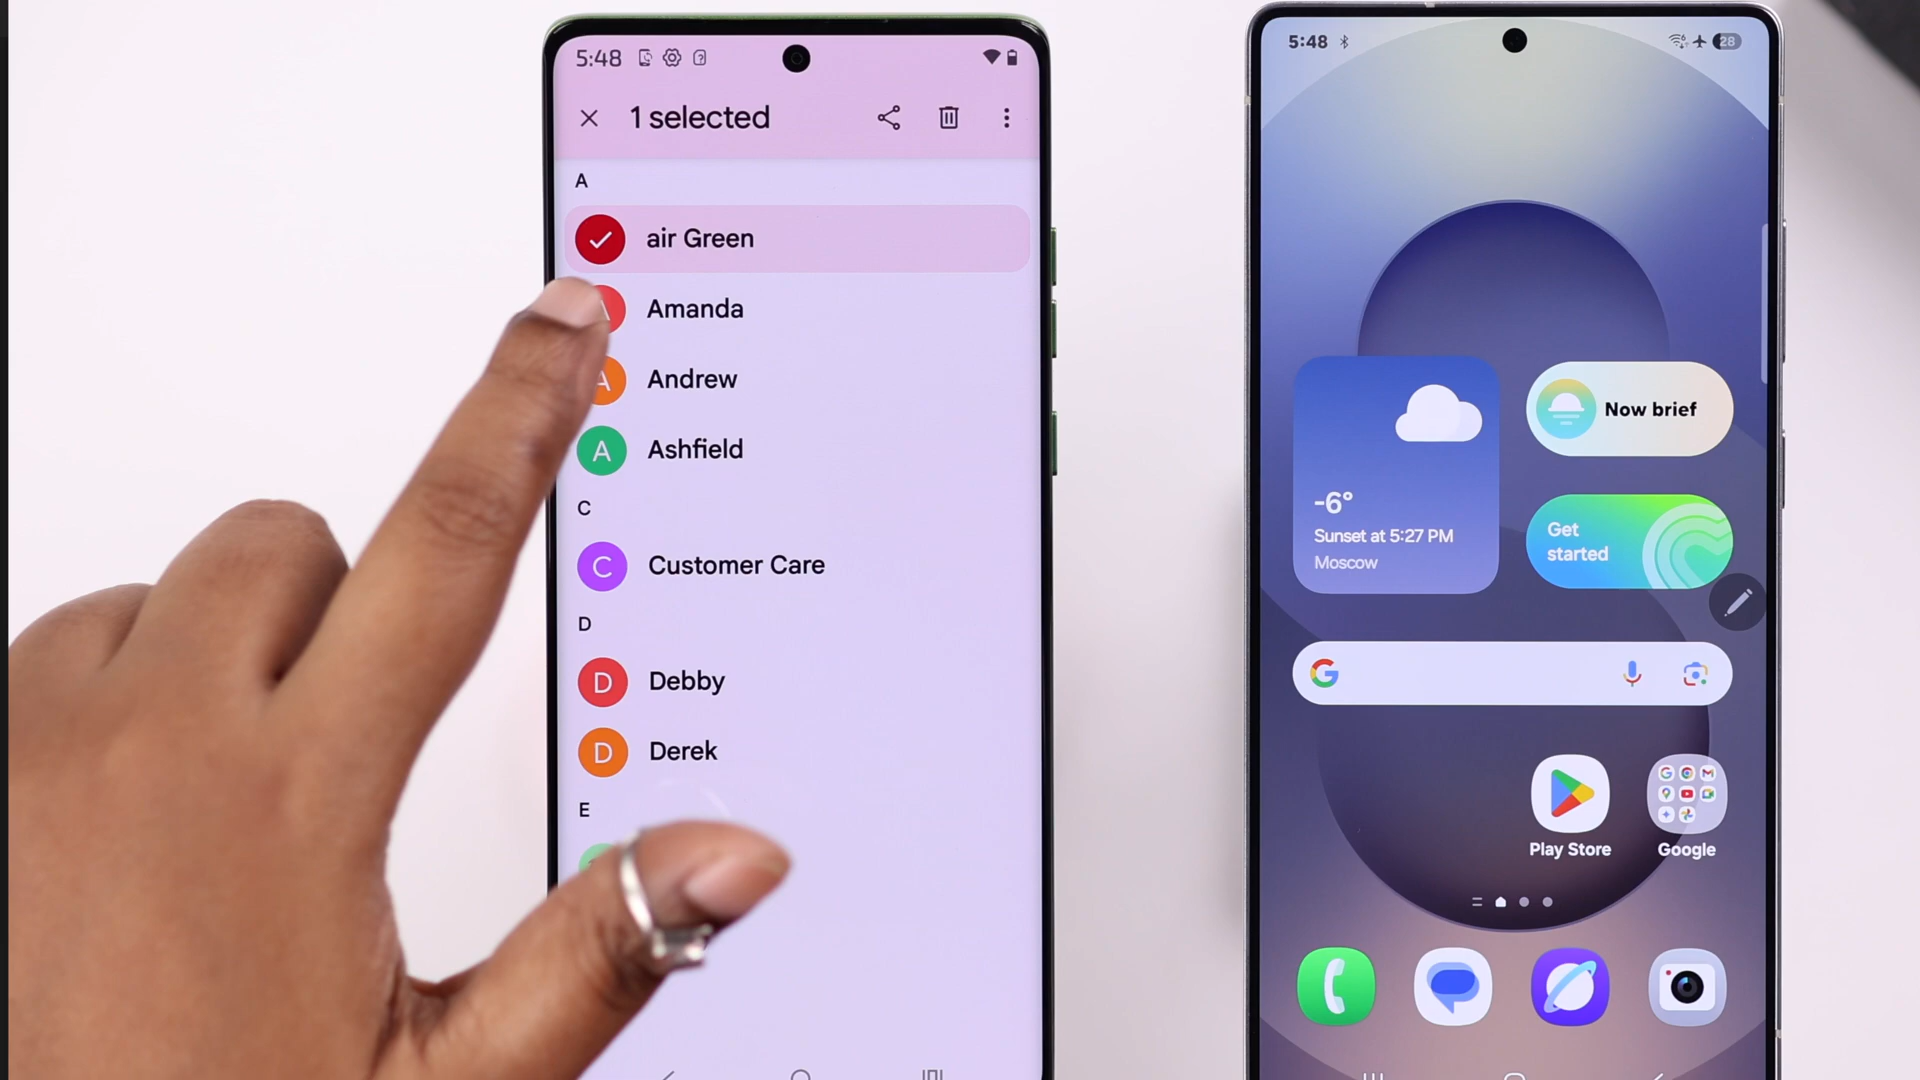 5:48
1 selected
A
air Green
A Amanda
A Andrew
A Ashfield
C
C Customer Care
D
D Debby
D Derek
E
5:48
28
-6°
Sunset at 5:27 PM
Moscow
Now brief
Get
started
Play Store
Google